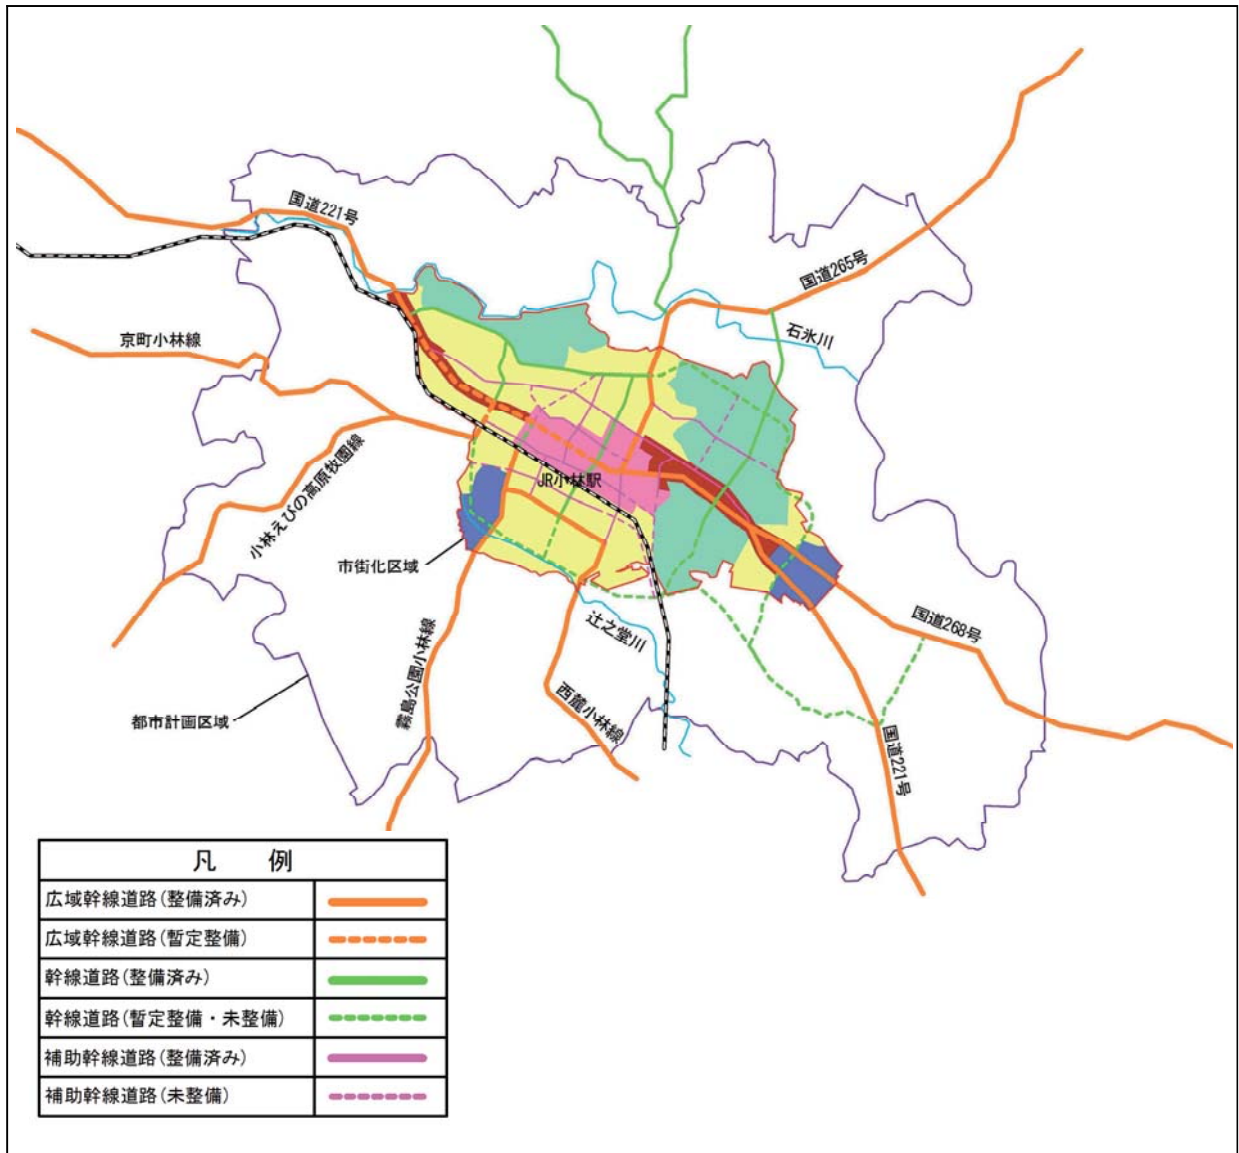 国道221号
国道265号
石氷川
京町小林線
小林えびの高原牧園線
JR小林駅
市街化区域
辻之堂川
国道268号
霧島公園小林線
西麓小林線
都市計画区域
国道221号
凡 例
広域幹線道路(整備済み)
広域幹線道路(暫定整備)
幹線道路(整備済み)
幹線道路(暫定整備・未整備)
補助幹線道路(整備済み)
補助幹線道路(未整備)